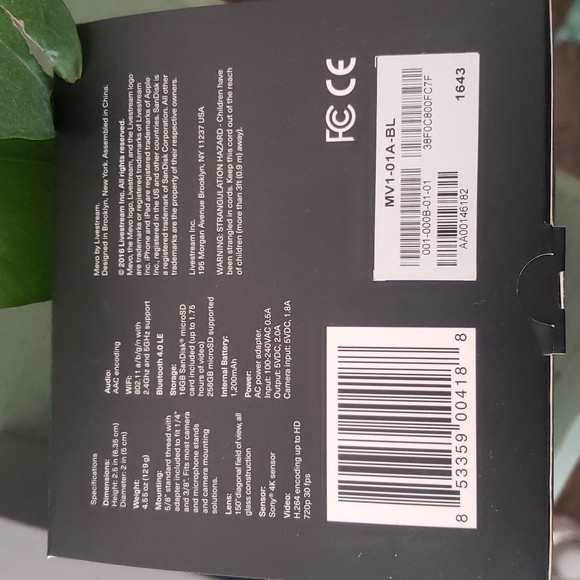 Specifications
Dimensions:
Height: 2.5 in (6.35 cm)
Diameter: 2 in (5 cm)
Weight:
4.55 oz (129 g)
Mounting:
5/8" standard thread with
adapter included to fit 1/4"
and 3/8". Fits most camera
and microphone stands
and camera mounting
solutions.
Lens:
150° diagonal field of view, all
glass construction
Sensor:
Sony® 4K sensor
Video:
H.264 encoding up to HD
720p 30 fps
Audio:
AAC encoding
WiFi:
802.11 a/b/g/n with
2.4Ghz and 5GHz support
Bluetooth 4.0 LE
Storage:
16GB SanDisk® microSD
card included (up to 1.75
hours of video)
256GB microSD supported
Internal Battery:
1,200mAh
Power:
AC power adapter.
Input: 100-240VAC 0.5A
Output: 5VDC, 2.0A
Camera input: 5VDC, 1.8A
Mevo by Livestream.
Designed in Brooklyn, New York. Assembled in China.
© 2016 Livestream Inc. All rights reserved.
Mevo, the Mevo logo, Livestream, and the Livestream logo
are trademarks or registered trademarks of Livestream
Inc. iPhone and iPad are registered trademarks of Apple
Inc., registered in the US and other countries. SanDisk is
a registered trademark of SanDisk Corporation. All other
trademarks are the property of their respective owners.
Livestream Inc.
195 Morgan Avenue Brooklyn, NY 11237 USA
WARNING: STRANGULATION HAZARD - Children have
been strangled in cords. Keep this cord out of the reach
of children (more than 3ft (0.9 m) away).
FC CE
MV1-01A-BL
001-000B-01-01
38F0C800FC7F
AA00146182
1643
8 53359 00418 8